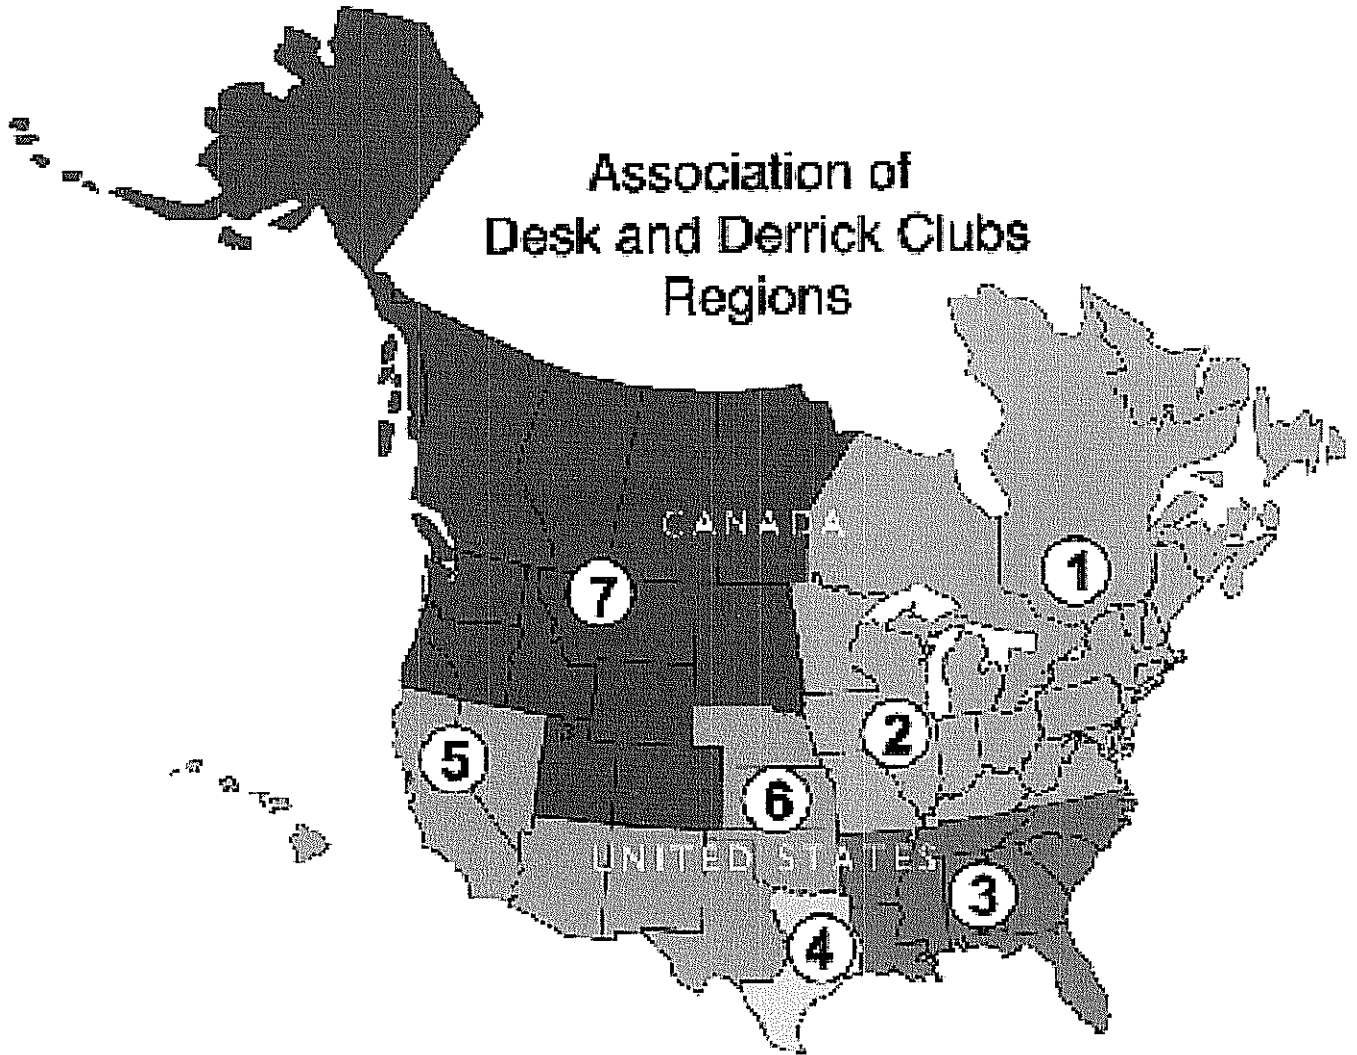 Association of
Desk and Derrick Clubs
Regions
CANADA
1
7
2
5
6
UNITED STATES
3
4